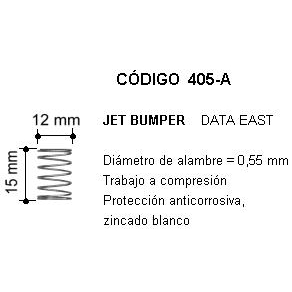 CÓDIGO 405-A
12 mm
JET BUMPER DATA EAST
15 mm
Diámetro de alambre = 0,55 mm
Trabajo a compresión
Protección anticorrosiva,
zincado blanco